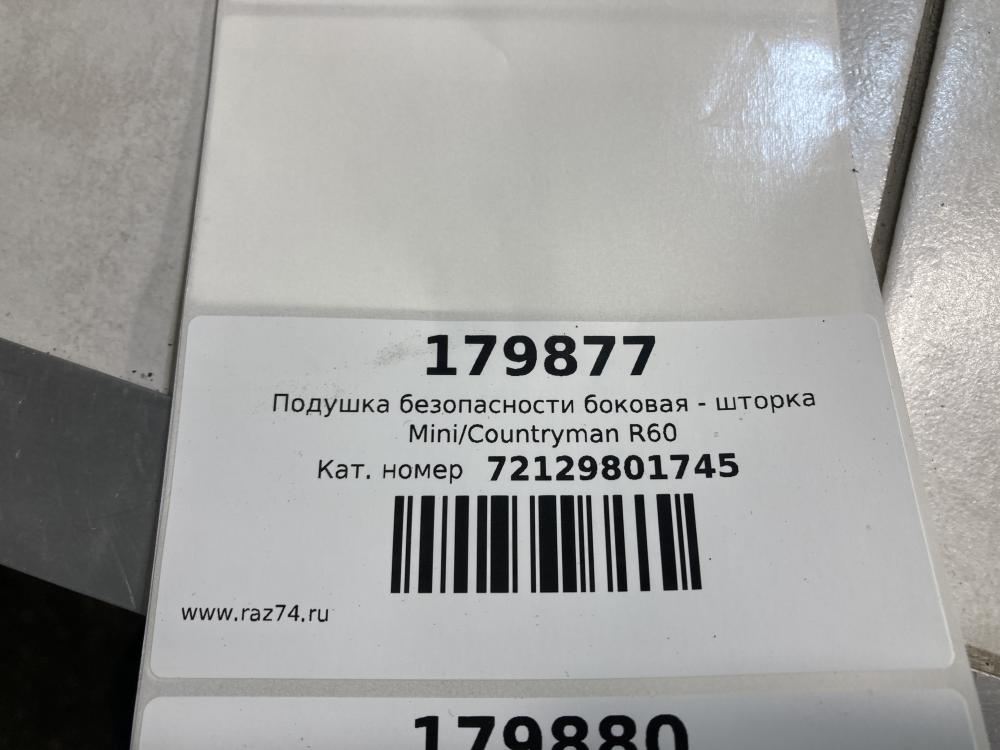 179877
Подушка безопасности боковая - шторка
Mini/Countryman R60
Кат. номер 72129801745
www.raz74.ru
179880